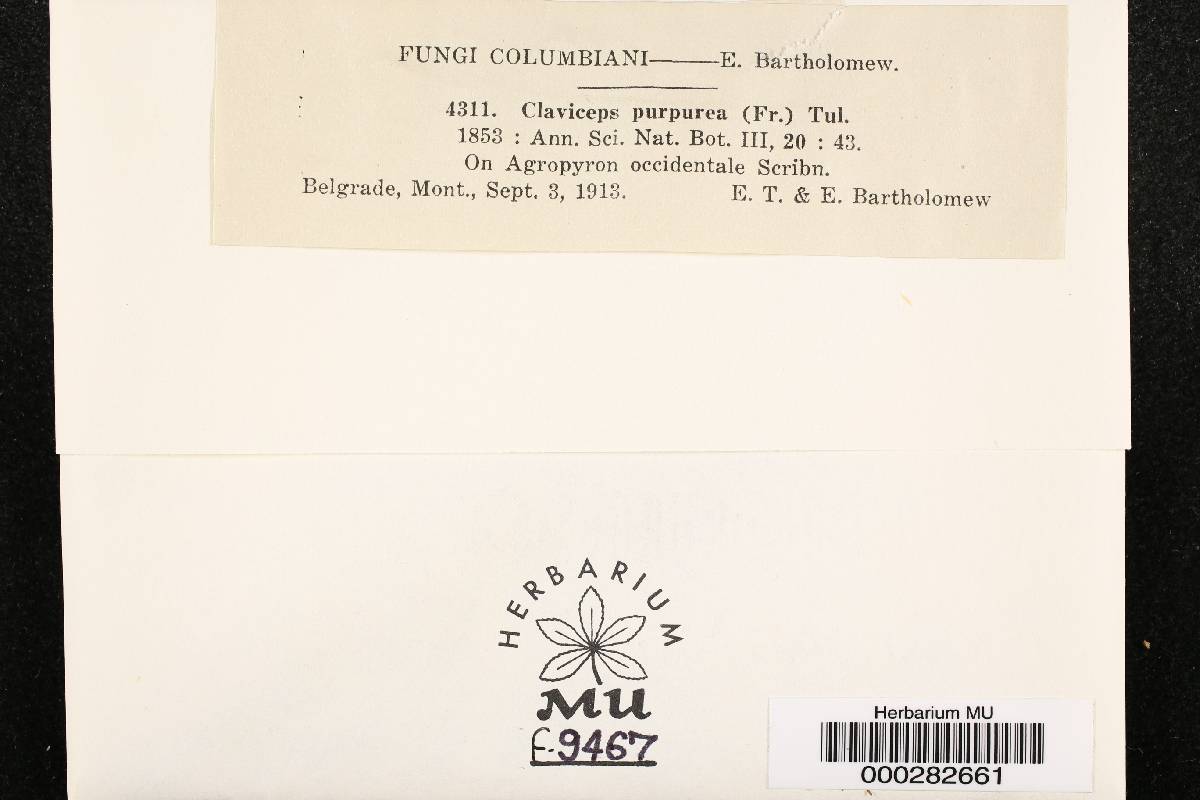 FUNGI COLUMBIANI———E. Bartholomew.
4311. Claviceps purpurea (Fr.) Tul.
1853 : Ann. Sci. Nat. Bot. III, 20 : 43.
On Agropyron occidentale Scribn.
Belgrade, Mont., Sept. 3, 1913. E. T. & E. Bartholomew
HERBARIUM
MU
f-9467
Herbarium MU
000282661